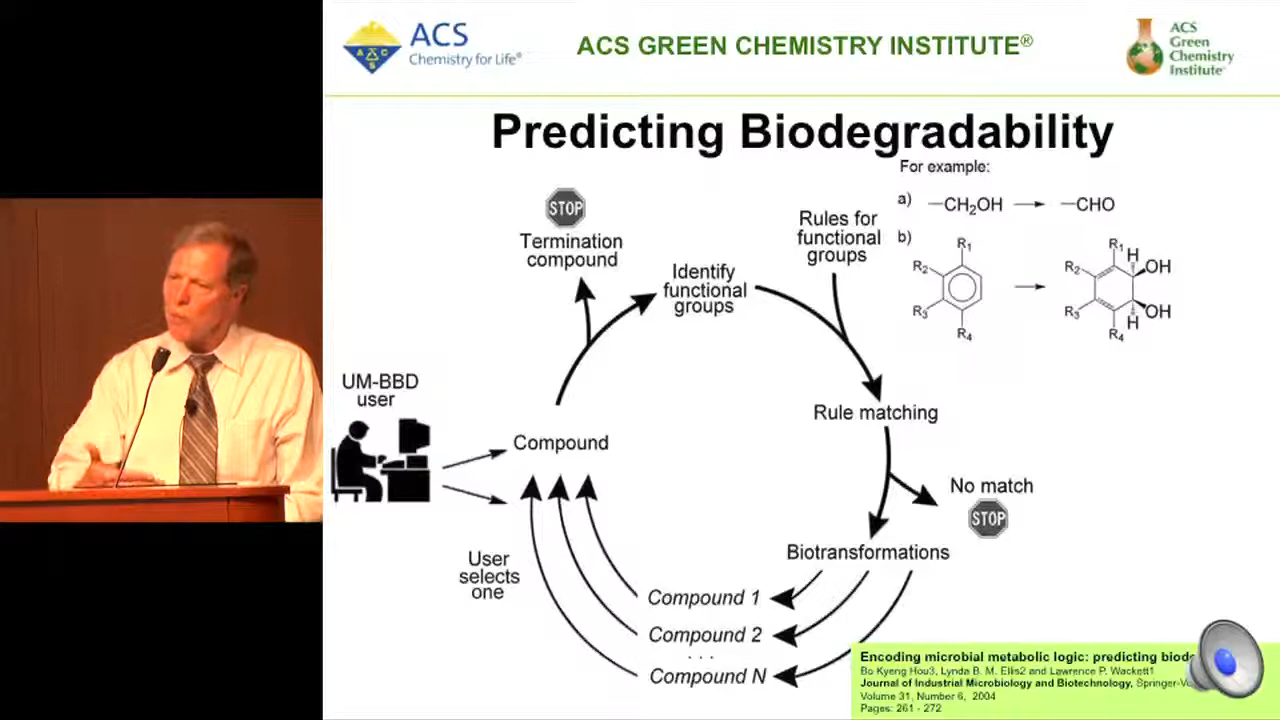 ACS
Chemistry for Life®
ACS GREEN CHEMISTRY INSTITUTE®
ACS
Green
Chemistry
Institute
Predicting Biodegradability
For example:
a) —CH2OH → —CHO
b)
R1
R2
R3
R4
R1
H
OH
R2
R3
H
OH
R4
STOP
Termination
compound
Identify
functional
groups
Rules for
functional
groups
UM-BBD
user
Compound
Rule matching
No match
STOP
Biotransformations
User
selects
one
Compound 1
Compound 2
. . .
Compound N
Encoding microbial metabolic logic: predicting
Bo Kyeng Hou3, Lynda B. M. Ellis2 and Lawrence P. Wackett1
Journal of Industrial Microbiology and Biotechnology,
Volume 31, Number 6, 2004
Pages: 261 - 272